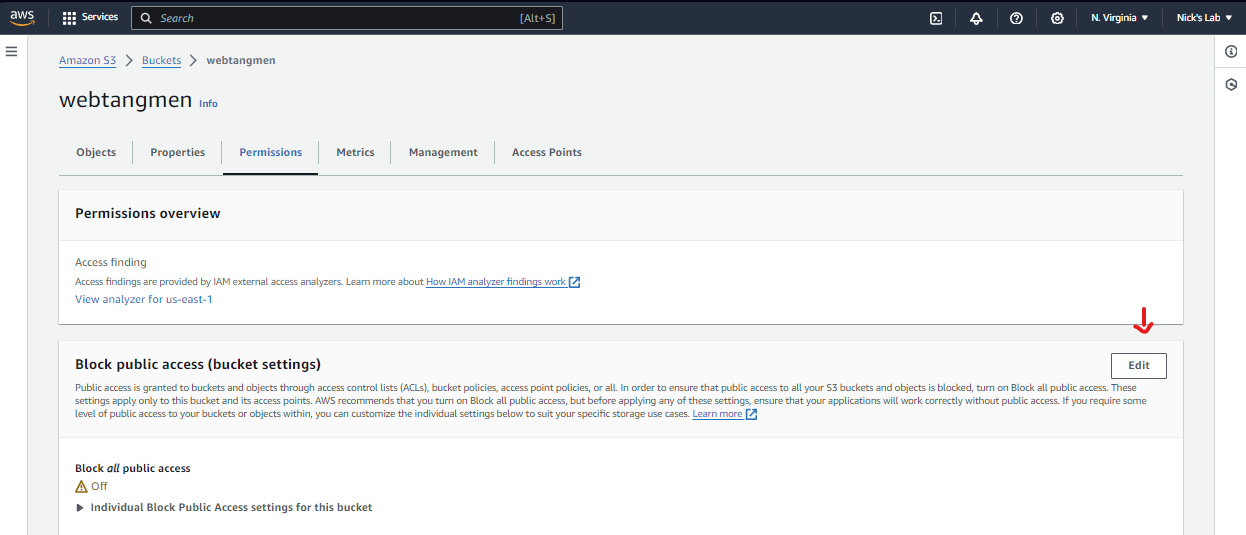 aws Services Search [Alt+S] N. Virginia Nick's Lab
Amazon S3 Buckets webtangmen
webtangmen Info
Objects Properties Permissions Metrics Management Access Points
Permissions overview
Access finding
Access findings are provided by IAM external access analyzers. Learn more about How IAM analyzer findings work
View analyzer for us-east-1
Block public access (bucket settings)
Edit
Public access is granted to buckets and objects through access control lists (ACLs), bucket policies, access point policies, or all. In order to ensure that public access to all your S3 buckets and objects is blocked, turn on Block all public access. These
settings apply only to this bucket and its access points. AWS recommends that you turn on Block all public access, but before applying any of these settings, ensure that your applications will work correctly without public access. If you require some
level of public access to your buckets or objects within, you can customize the individual settings below to suit your specific storage use cases. Learn more
Block all public access
Off
Individual Block Public Access settings for this bucket